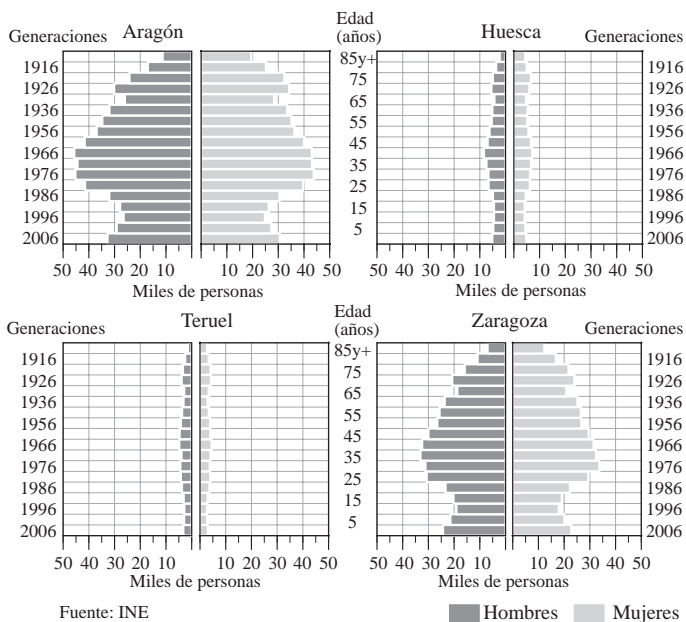 Aragón
Generaciones
Edad
(años)
Huesca
Generaciones
85y+
1916
75
1926
65
1936
55
1956
45
1966
35
1976
25
1986
15
1996
5
2006
1916
1926
1936
1956
1966
1976
1986
1996
2006
50 40 30 20 10
10 20 30 40 50
50 40 30 20 10
10 20 30 40 50
Miles de personas
Miles de personas
Teruel
Generaciones
Edad
(años)
Zaragoza
Generaciones
85y+
1916
75
1926
65
1936
55
1956
45
1966
35
1976
25
1986
15
1996
5
2006
1916
1926
1936
1956
1966
1976
1986
1996
2006
50 40 30 20 10
10 20 30 40 50
50 40 30 20 10
10 20 30 40 50
Miles de personas
Miles de personas
Fuente: INE
Hombres Mujeres